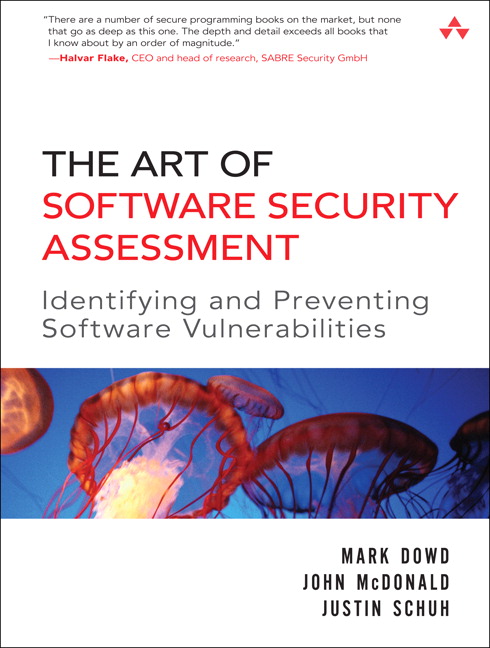 “There are a number of secure programming books on the market, but none
that go as deep as this one. The depth and detail exceeds all books that
I know about by an order of magnitude.”
—Halvar Flake, CEO and head of research, SABRE Security GmbH
THE ART OF
SOFTWARE SECURITY
ASSESSMENT
Identifying and Preventing
Software Vulnerabilities
MARK DOWD
JOHN McDONALD
JUSTIN SCHUH